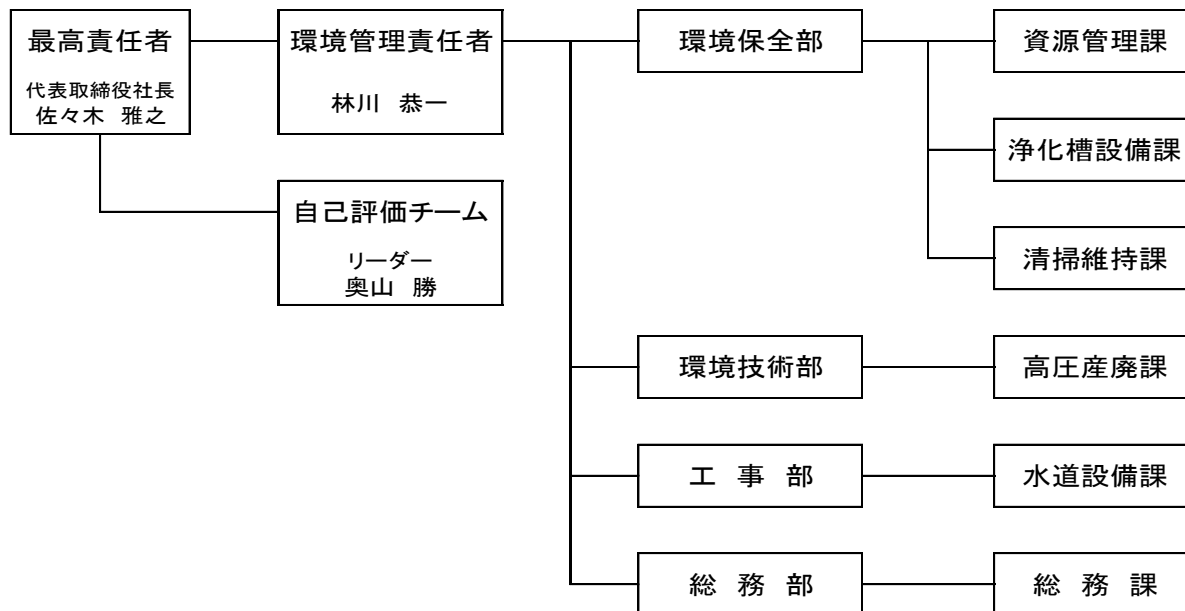 最高責任者
代表取締役社長
佐々木 雅之
環境管理責任者
林川 恭一
自己評価チーム
リーダー
奥山 勝
環境保全部
資源管理課
浄化槽設備課
清掃維持課
環境技術部
高圧産廃課
工 事 部
水道設備課
総 務 部
総 務 課